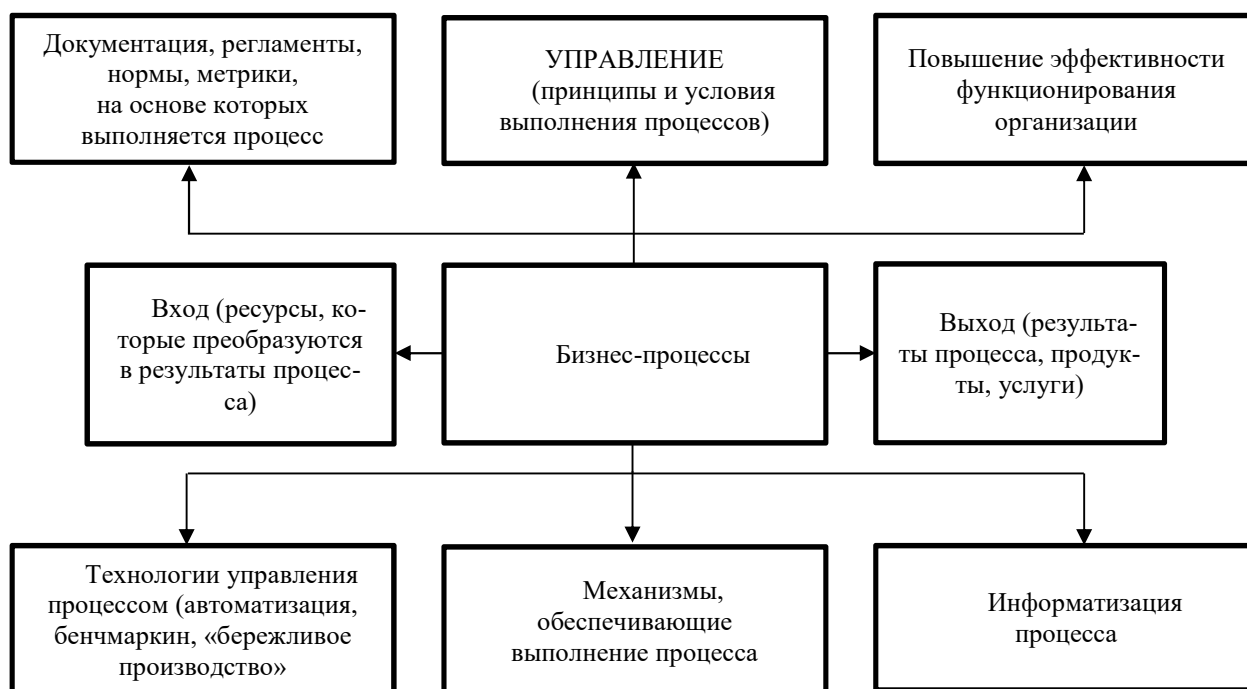 Документация, регламенты,
нормы, метрики,
на основе которых
выполняется процесс
УПРАВЛЕНИЕ
(принципы и условия
выполнения процессов)
Повышение эффективности
функционирования
организации
Вход (ресурсы, ко-
торые преобразуются
в результаты процес-
са)
Бизнес-процессы
Выход (результа-
ты процесса, продук-
ты, услуги)
Технологии управления
процессом (автоматизация,
бенчмаркин, «бережливое
производство»
Механизмы,
обеспечивающие
выполнение процесса
Информатизация
процесса